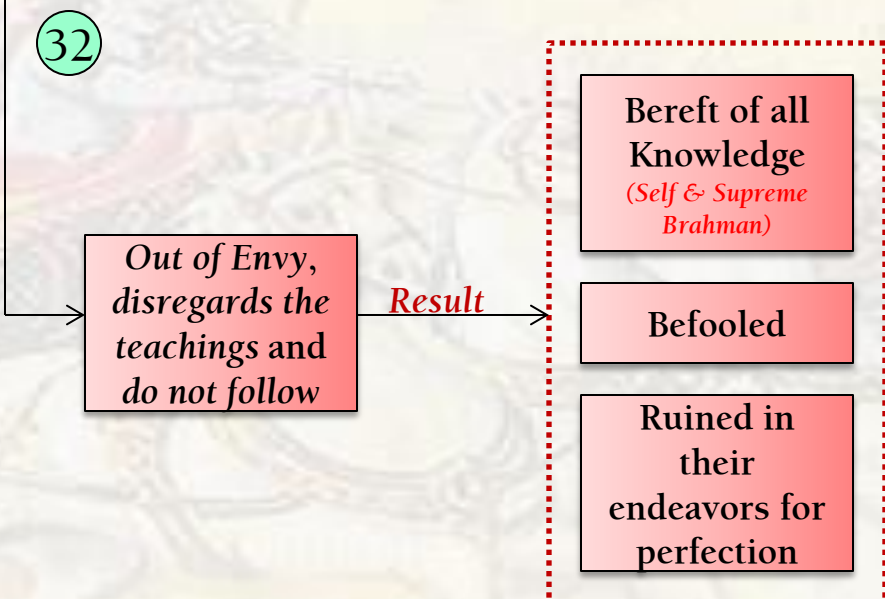 32
Out of Envy,
disregards the
teachings and
do not follow
Result
Bereft of all
Knowledge
(Self & Supreme
Brahman)
Befooled
Ruined in
their
endeavors for
perfection